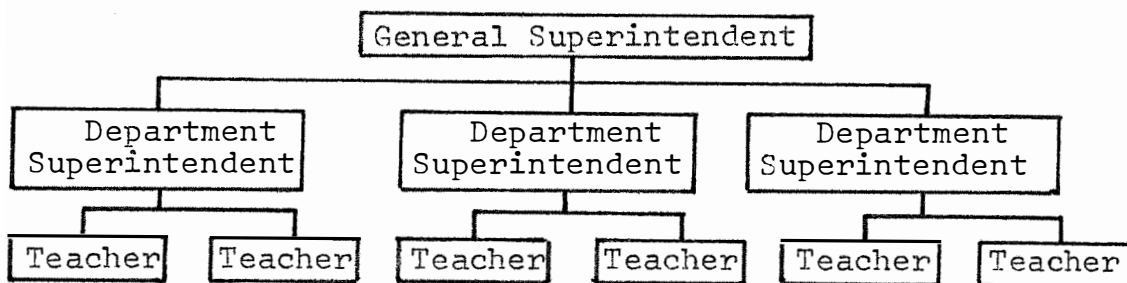 General Superintendent
Department Superintendent
Department Superintendent
Department Superintendent
Teacher
Teacher
Teacher
Teacher
Teacher
Teacher